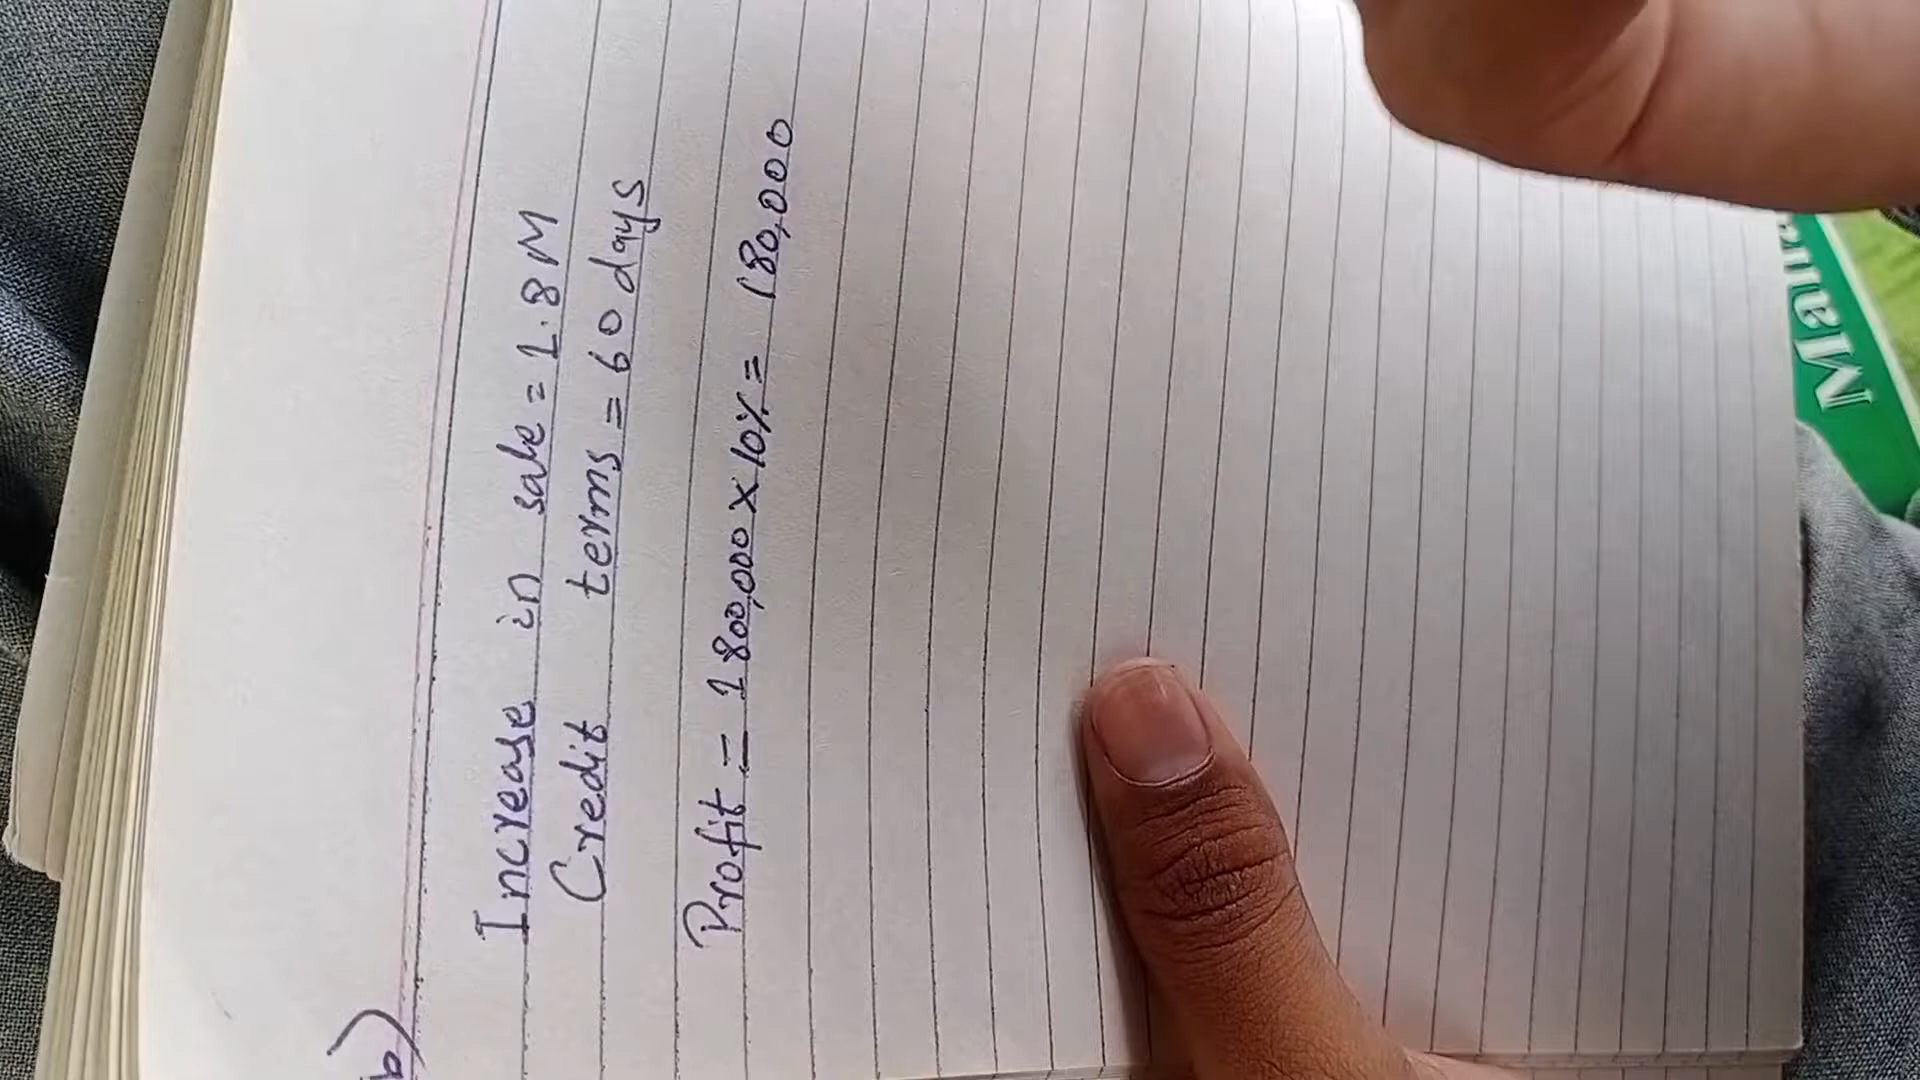 b)
Increase in sale = 1.8M
Credit terms = 60 days
Profit = 1800,000 × 10% = 180,000